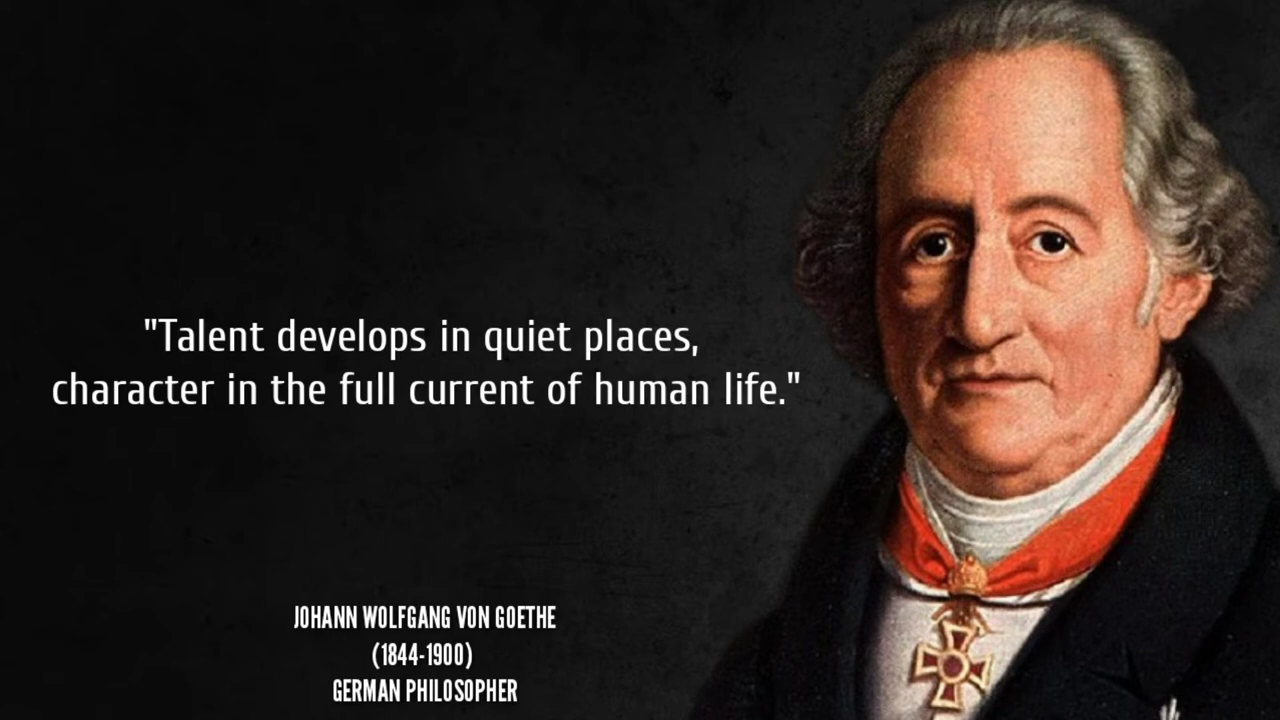 "Talent develops in quiet places,
character in the full current of human life."
JOHANN WOLFGANG VON GOETHE
(1844-1900)
GERMAN PHILOSOPHER